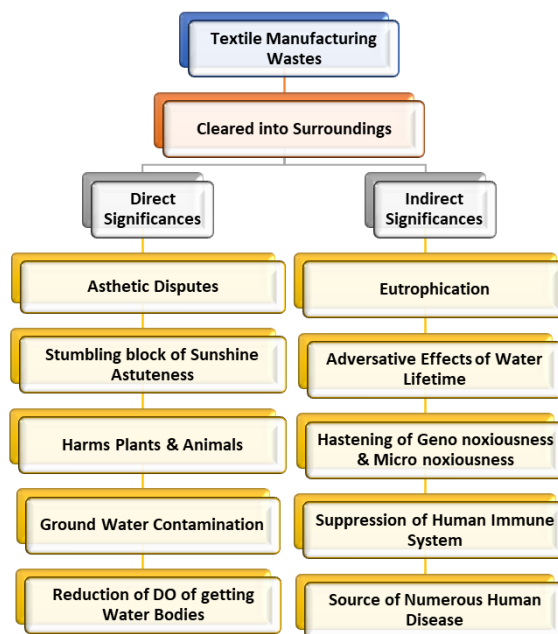 Textile Manufacturing
Wastes
Cleared into Surroundings
Direct
Significances
Asthetic Disputes
Stumbling block of Sunshine
Astuteness
Harms Plants & Animals
Ground Water Contamination
Reduction of DO of getting
Water Bodies
Indirect
Significances
Eutrophication
Adversative Effects of Water
Lifetime
Hastening of Geno noxiousness
& Micro noxiousness
Suppression of Human Immune
System
Source of Numerous Human
Disease